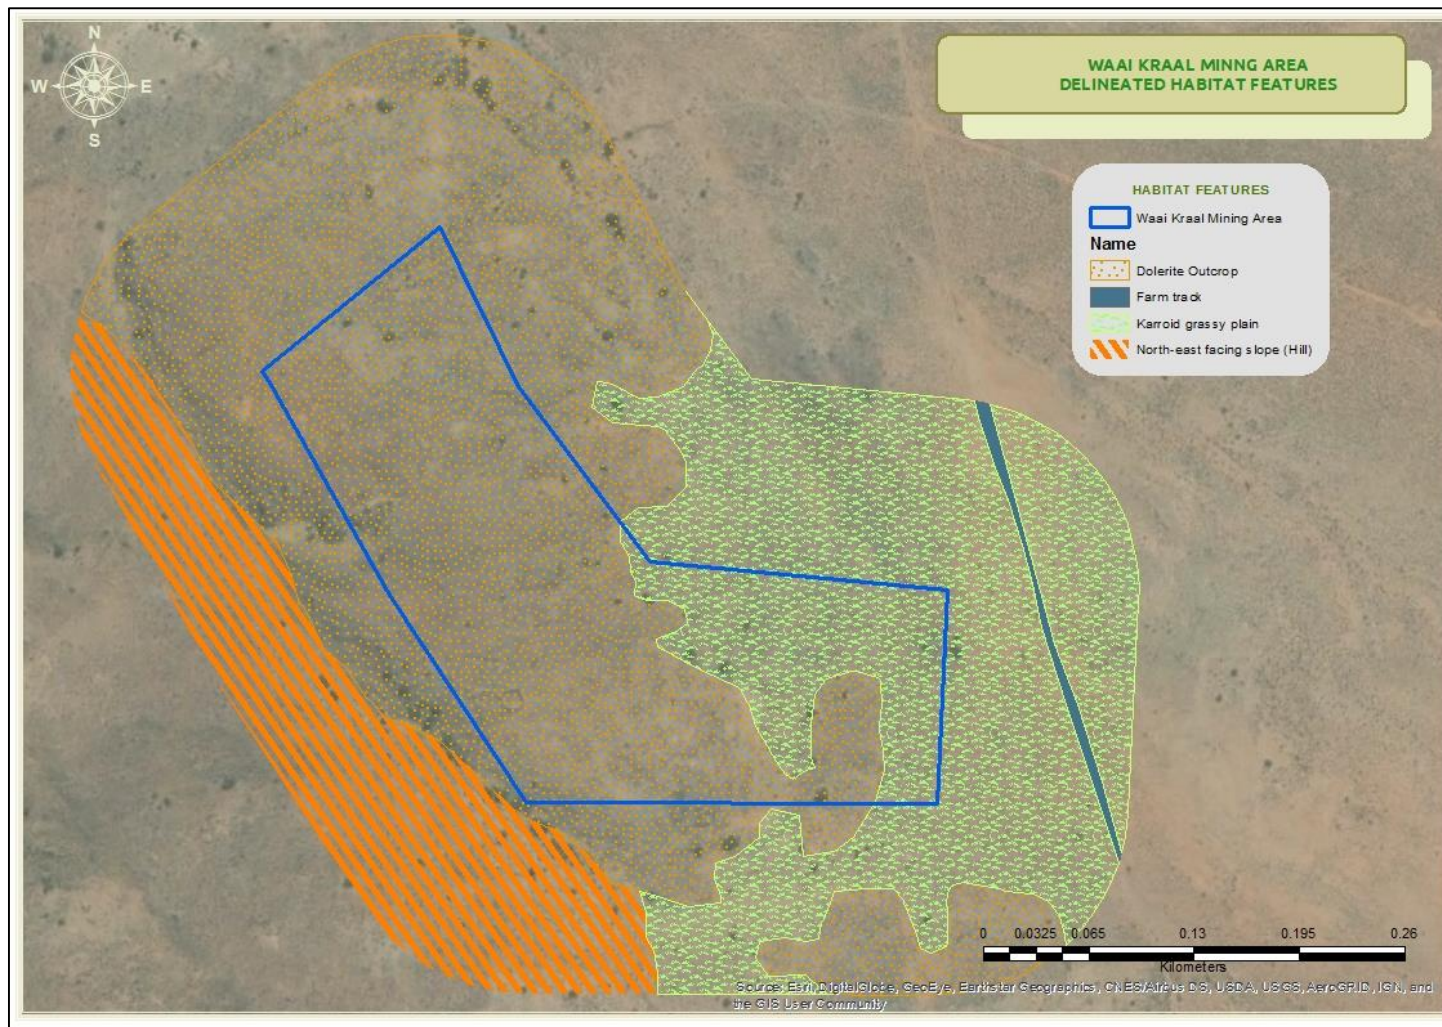 N
W E
S
WAAI KRAAL MINNG AREA
DELINEATED HABITAT FEATURES
HABITAT FEATURES
Waai Kraal Mining Area
Name
Dolerite Outcrop
Farm track
Karroid grassy plain
North-east facing slope (Hill)
0 0.0325 0.065 0.13 0.195 0.26
Kilometers
Source: Esri, DigitalGlobe, GeoEye, Earthstar Geographics, CNES/Airbus DS, USDA, USGS, AeroGRID, IGN, and
the GIS User Community